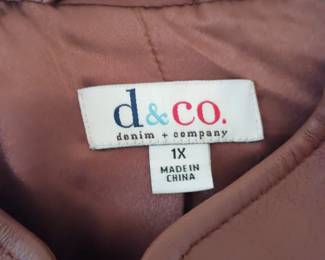 d&co.
denim + company
1X
MADE IN
CHINA